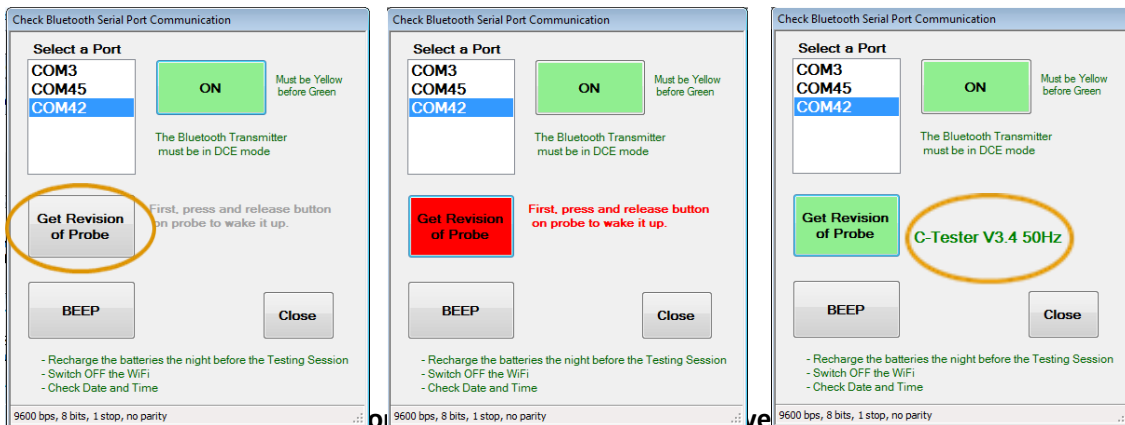 Check Bluetooth Serial Port Communication
Select a Port
COM3
COM45
COM42
ON
Must be Yellow
before Green
The Bluetooth Transmitter
must be in DCE mode
Get Revision
of Probe
First, press and release button
on probe to wake it up.
BEEP
Close
- Recharge the batteries the night before the Testing Session
- Switch OFF the WiFi
- Check Date and Time
9600 bps, 8 bits, 1 stop, no parity
Check Bluetooth Serial Port Communication
Select a Port
COM3
COM45
COM42
ON
Must be Yellow
before Green
The Bluetooth Transmitter
must be in DCE mode
Get Revision
of Probe
First, press and release button
on probe to wake it up.
BEEP
Close
- Recharge the batteries the night before the Testing Session
- Switch OFF the WiFi
- Check Date and Time
9600 bps, 8 bits, 1 stop, no parity
Check Bluetooth Serial Port Communication
Select a Port
COM3
COM45
COM42
ON
Must be Yellow
before Green
The Bluetooth Transmitter
must be in DCE mode
Get Revision
of Probe
C-Tester V3.4 50Hz
BEEP
Close
- Recharge the batteries the night before the Testing Session
- Switch OFF the WiFi
- Check Date and Time
9600 bps, 8 bits, 1 stop, no parity